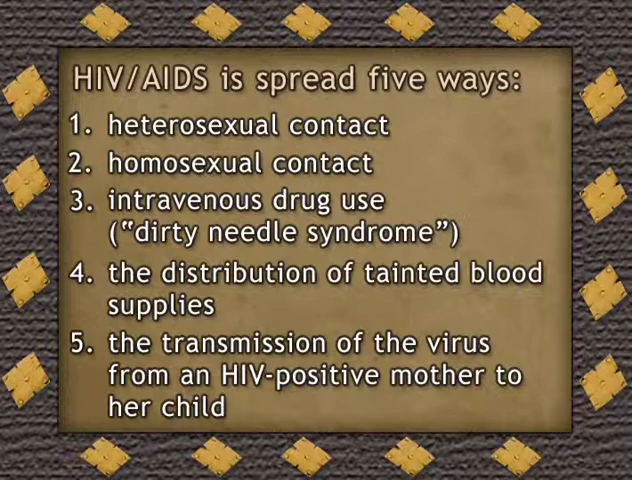 HIV/AIDS is spread five ways:
1. heterosexual contact
2. homosexual contact
3. intravenous drug use
(“dirty needle syndrome”)
4. the distribution of tainted blood
supplies
5. the transmission of the virus
from an HIV-positive mother to
her child